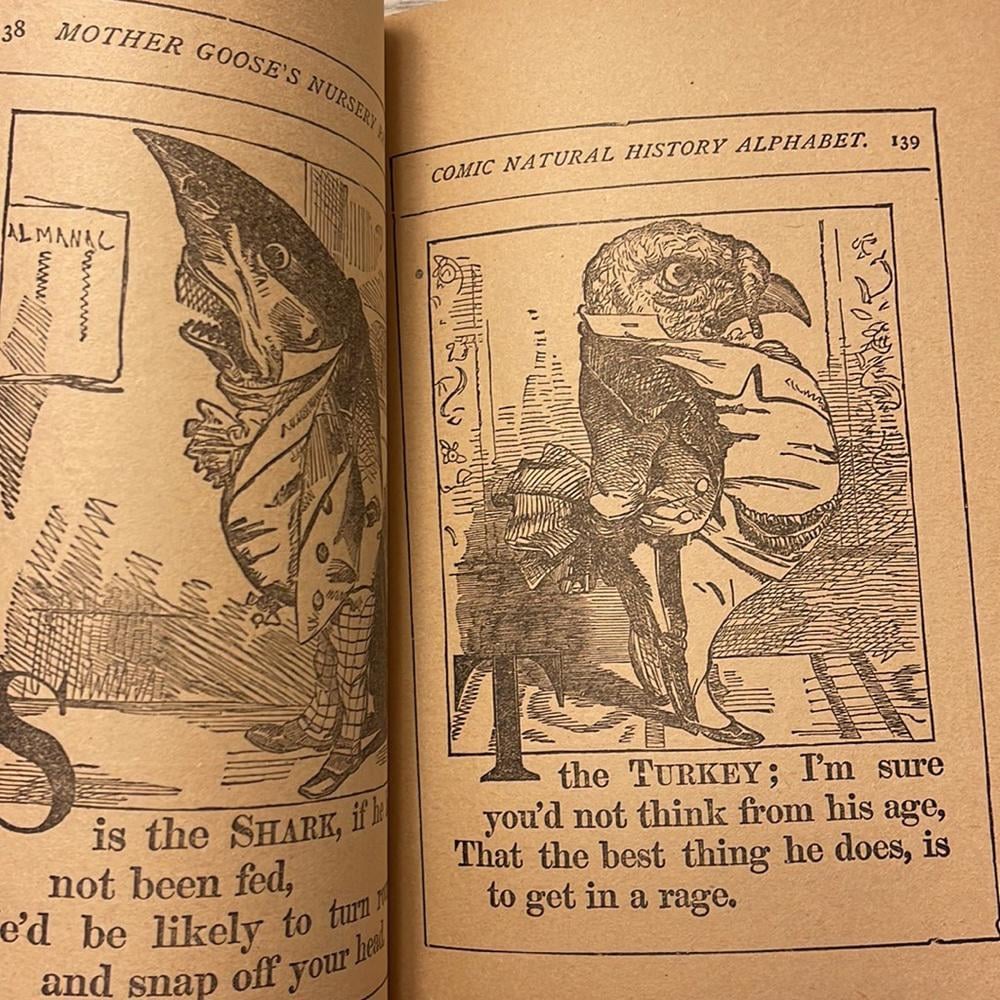 38 MOTHER GOOSE'S NURSERY
ALMANAC
S
is the SHARK, if he
not been fed,
e'd be likely to turn
and snap off your head.
COMIC NATURAL HISTORY ALPHABET. 139
T
the TURKEY; I'm sure
you'd not think from his age,
That the best thing he does, is
to get in a rage.